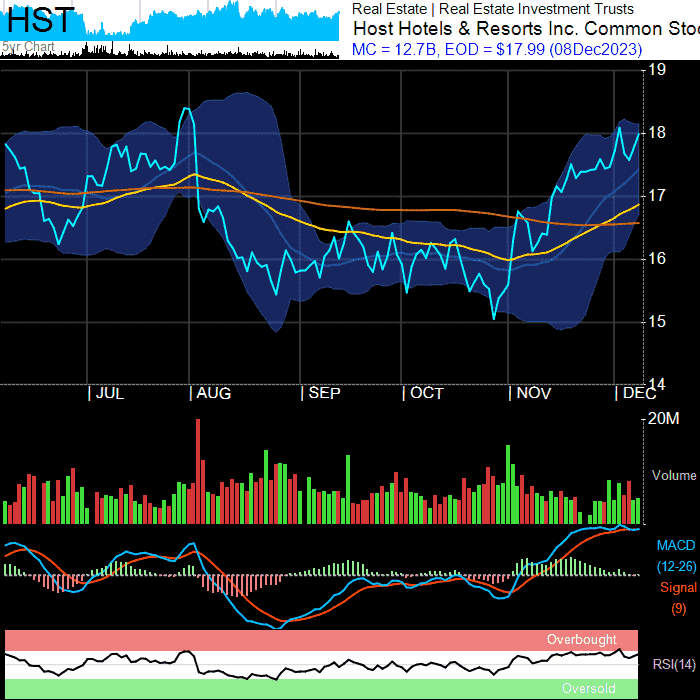 HST
5yr Chart
Real Estate | Real Estate Investment Trusts
Host Hotels & Resorts Inc. Common Stoc
MC = 12.7B, EOD = $17.99 (08Dec2023)
19
18
17
16
15
14
| JUL | AUG | SEP | OCT | NOV | DEC
20M
Volume
MACD
(12-26)
Signal
(9)
Overbought
RSI(14)
Oversold